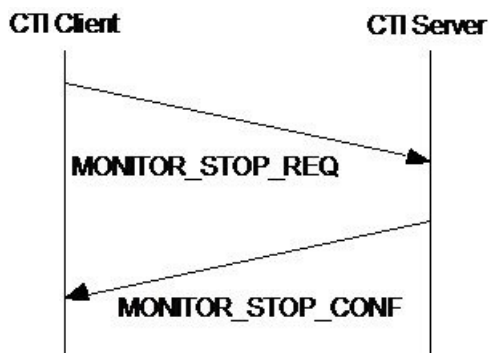 CTI Client
CTI Server
MONITOR_STOP_REQ
MONITOR_STOP_CONF